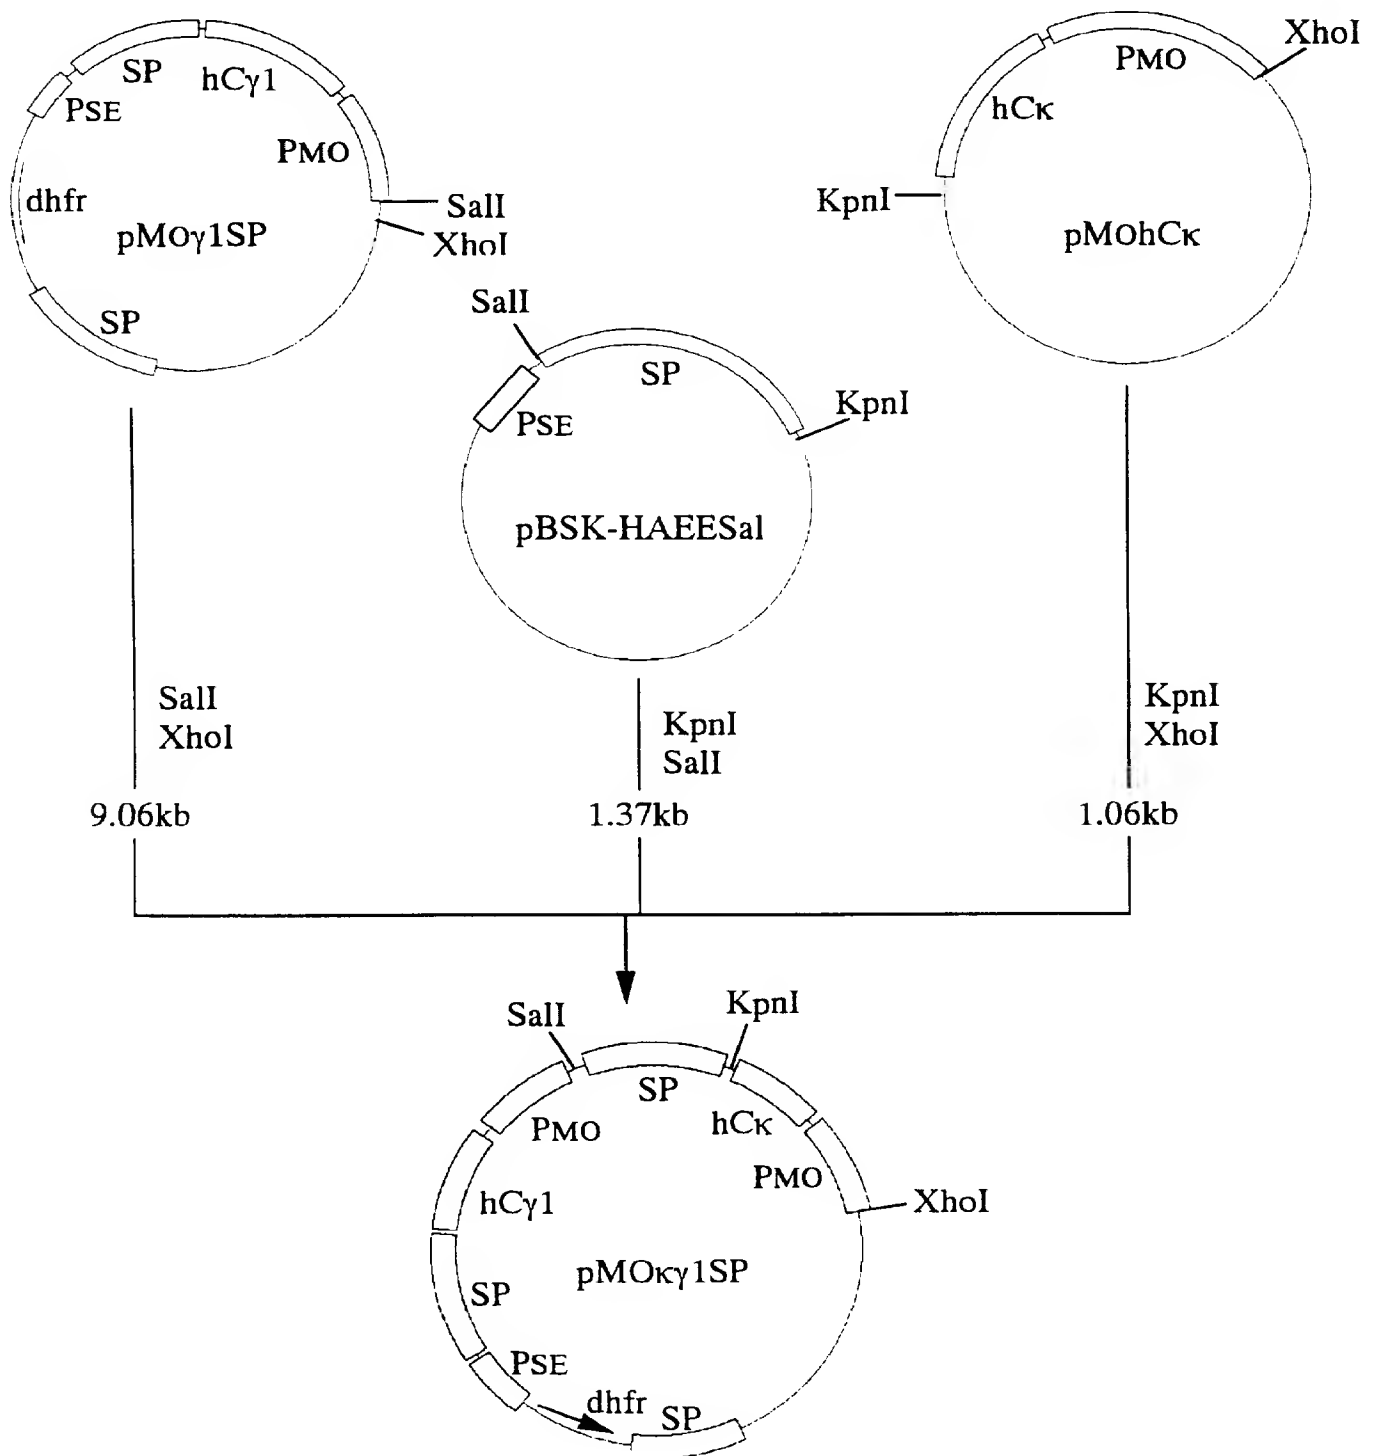 SP
hCγ1
PSE
PMO
dhfr
pMOγ1SP
SalI
XhoI
SP
XhoI
PMO
hCκ
KpnI
pMOhCκ
SalI
SP
KpnI
PSE
pBSK-HAEESal
SalI
XhoI
9.06kb
KpnI
SalI
1.37kb
KpnI
XhoI
1.06kb
SalI
KpnI
SP
PMO
hCκ
PMO
XhoI
hCγ1
pMOκγ1SP
SP
PSE
dhfr
SP